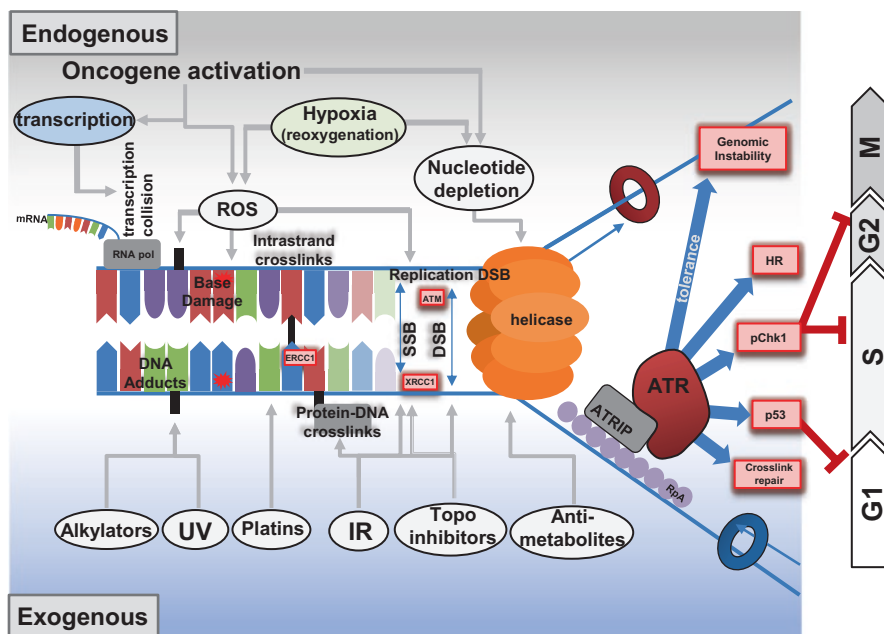 Endogenous
Oncogene activation
transcription
Hypoxia
(reoxygenation)
Nucleotide
depletion
ROS
transcription
collision
mRNA
RNA pol
Intrastrand
crosslinks
Base
Damage
Replication DSB
ATM
SSB
DSB
ERCC1
XRCC1
DNA
Adducts
Protein-DNA
crosslinks
helicase
Genomic
Instability
tolerance
HR
pChk1
ATR
ATRIP
p53
Crosslink
repair
RpA
M
G2
S
G1
Alkylators
UV
Platins
IR
Topo
inhibitors
Anti-
metabolites
Exogenous